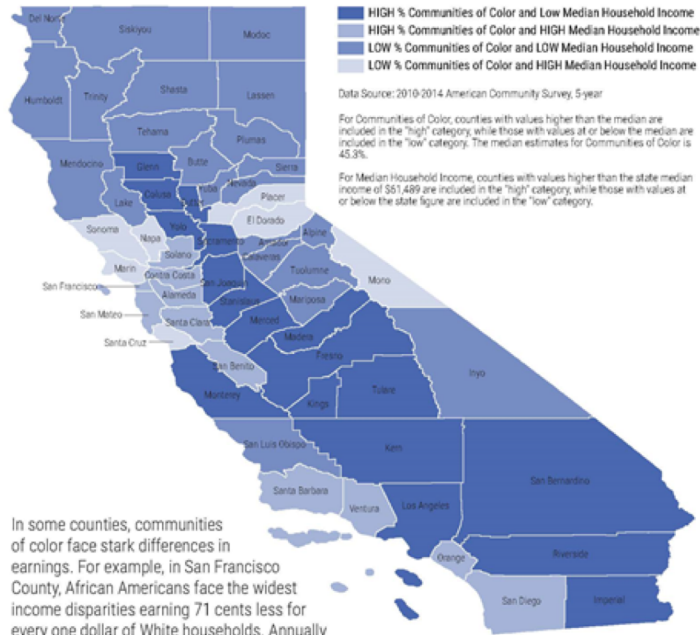 HIGH % Communities of Color and Low Median Household Income
HIGH % Communities of Color and HIGH Median Household Income
LOW % Communities of Color and LOW Median Household Income
LOW % Communities of Color and HIGH Median Household Income
Data Source: 2010-2014 American Community Survey, 5-year
For Communities of Color, counties with values higher than the median are
included in the "high" category, while those with values at or below the median are
included in the "low" category. The median estimates for Communities of Color is
45.3%.
For Median Household Income, counties with values higher than the state median
income of $61,489 are included in the "high" category, while those with values at
or below the state figure are included in the "low" category.
Del Norte
Siskiyou
Modoc
Humboldt
Trinity
Shasta
Lassen
Tehama
Plumas
Mendocino
Glenn
Butte
Sierra
Lake
Colusa
Sutter
Yuba
Nevada
Placer
El Dorado
Sonoma
Napa
Yolo
Sacramento
Amador
Alpine
Solano
Calaveras
Marin
Contra Costa
San Joaquin
Tuolumne
Mono
San Francisco
Alameda
Stanislaus
Mariposa
San Mateo
Santa Clara
Merced
Madera
Santa Cruz
Fresno
San Benito
Inyo
Monterey
Kings
Tulare
San Luis Obispo
Kern
San Bernardino
Santa Barbara
Ventura
Los Angeles
Orange
Riverside
San Diego
Imperial
In some counties, communities
of color face stark differences in
earnings. For example, in San Francisco
County, African Americans face the widest
income disparities earning 71 cents less for
every one dollar of White households. Annually